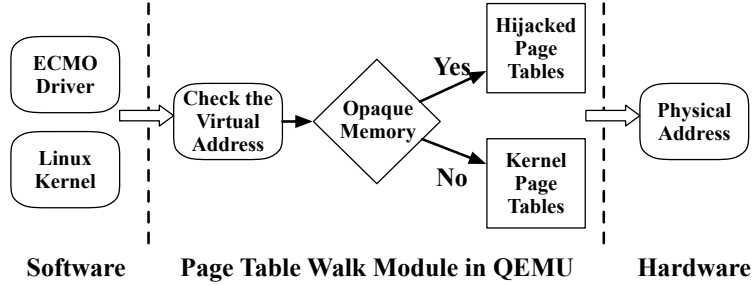 ECMO
Driver
Linux
Kernel
Check the
Virtual
Address
Opaque
Memory
Yes
No
Hijacked
Page
Tables
Kernel
Page
Tables
Physical
Address
Software
Page Table Walk Module in QEMU
Hardware